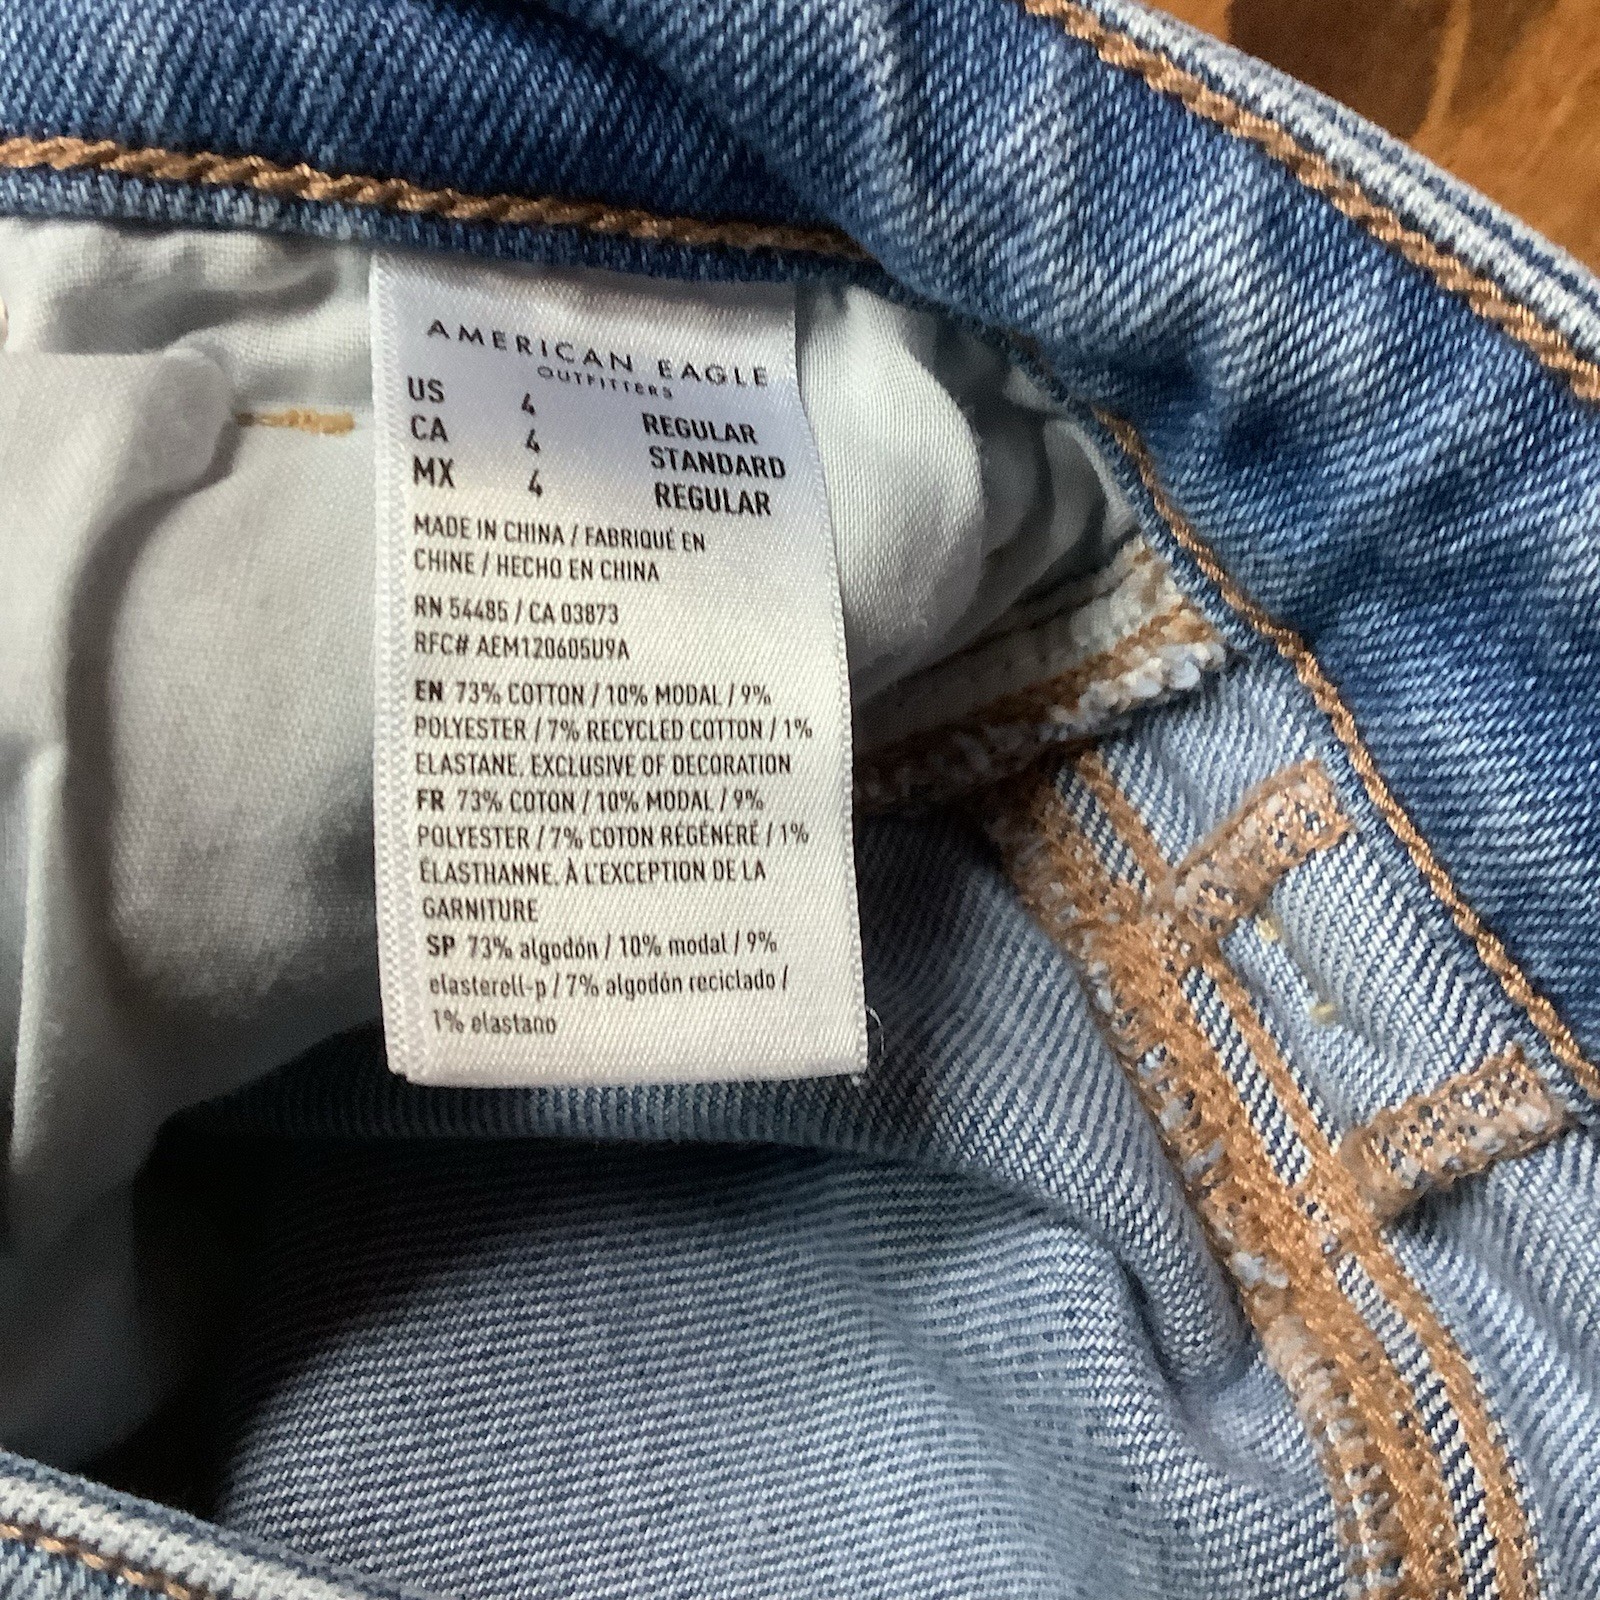 AMERICAN EAGLE
OUTFITTERS
US 4 REGULAR
CA 4 STANDARD
MX 4 REGULAR
MADE IN CHINA / FABRIQUÉ EN
CHINE / HECHO EN CHINA
RN 54485 / CA 03873
RFC# AEM120605U9A
EN 73% COTTON / 10% MODAL / 9%
POLYESTER / 7% RECYCLED COTTON / 1%
ELASTANE. EXCLUSIVE OF DECORATION
FR 73% COTON / 10% MODAL / 9%
POLYESTER / 7% COTON RÉGÉNÉRÉ / 1%
ÉLASTHANNE. À L'EXCEPTION DE LA
GARNITURE
SP 73% algodón / 10% modal / 9%
elasterell-p / 7% algodón reciclado /
1% elastano